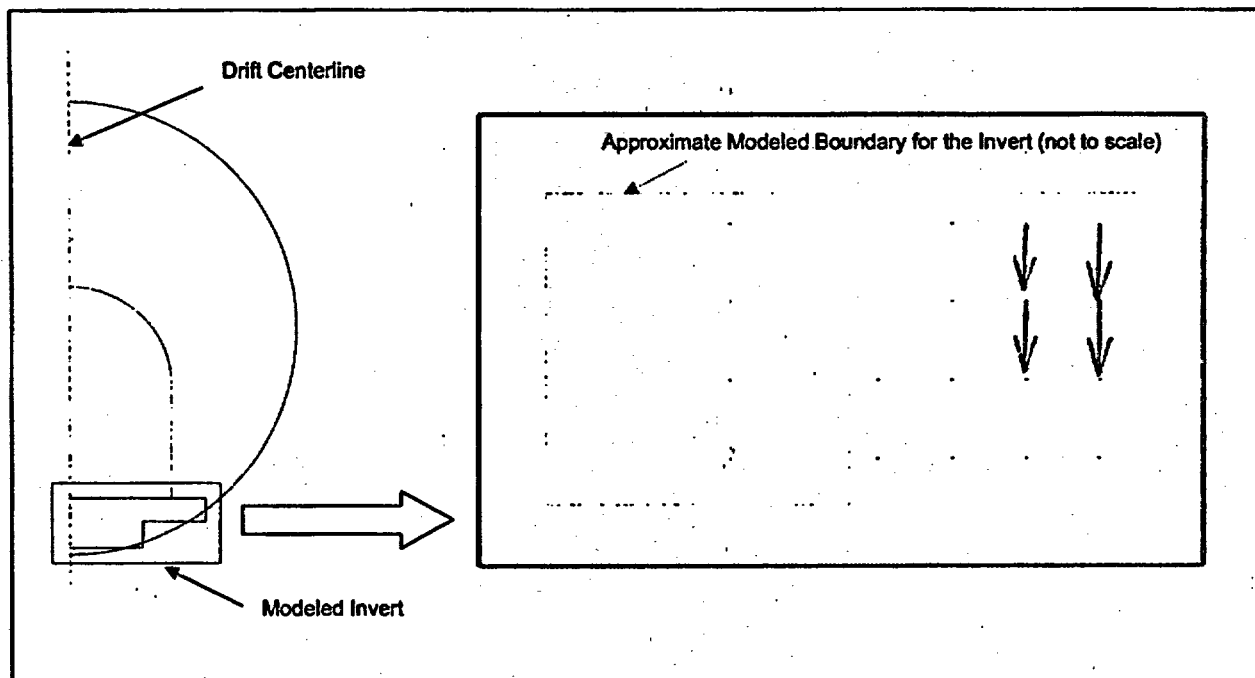 Drift Centerline
Approximate Modeled Boundary for the Invert (not to scale)
Modeled Invert